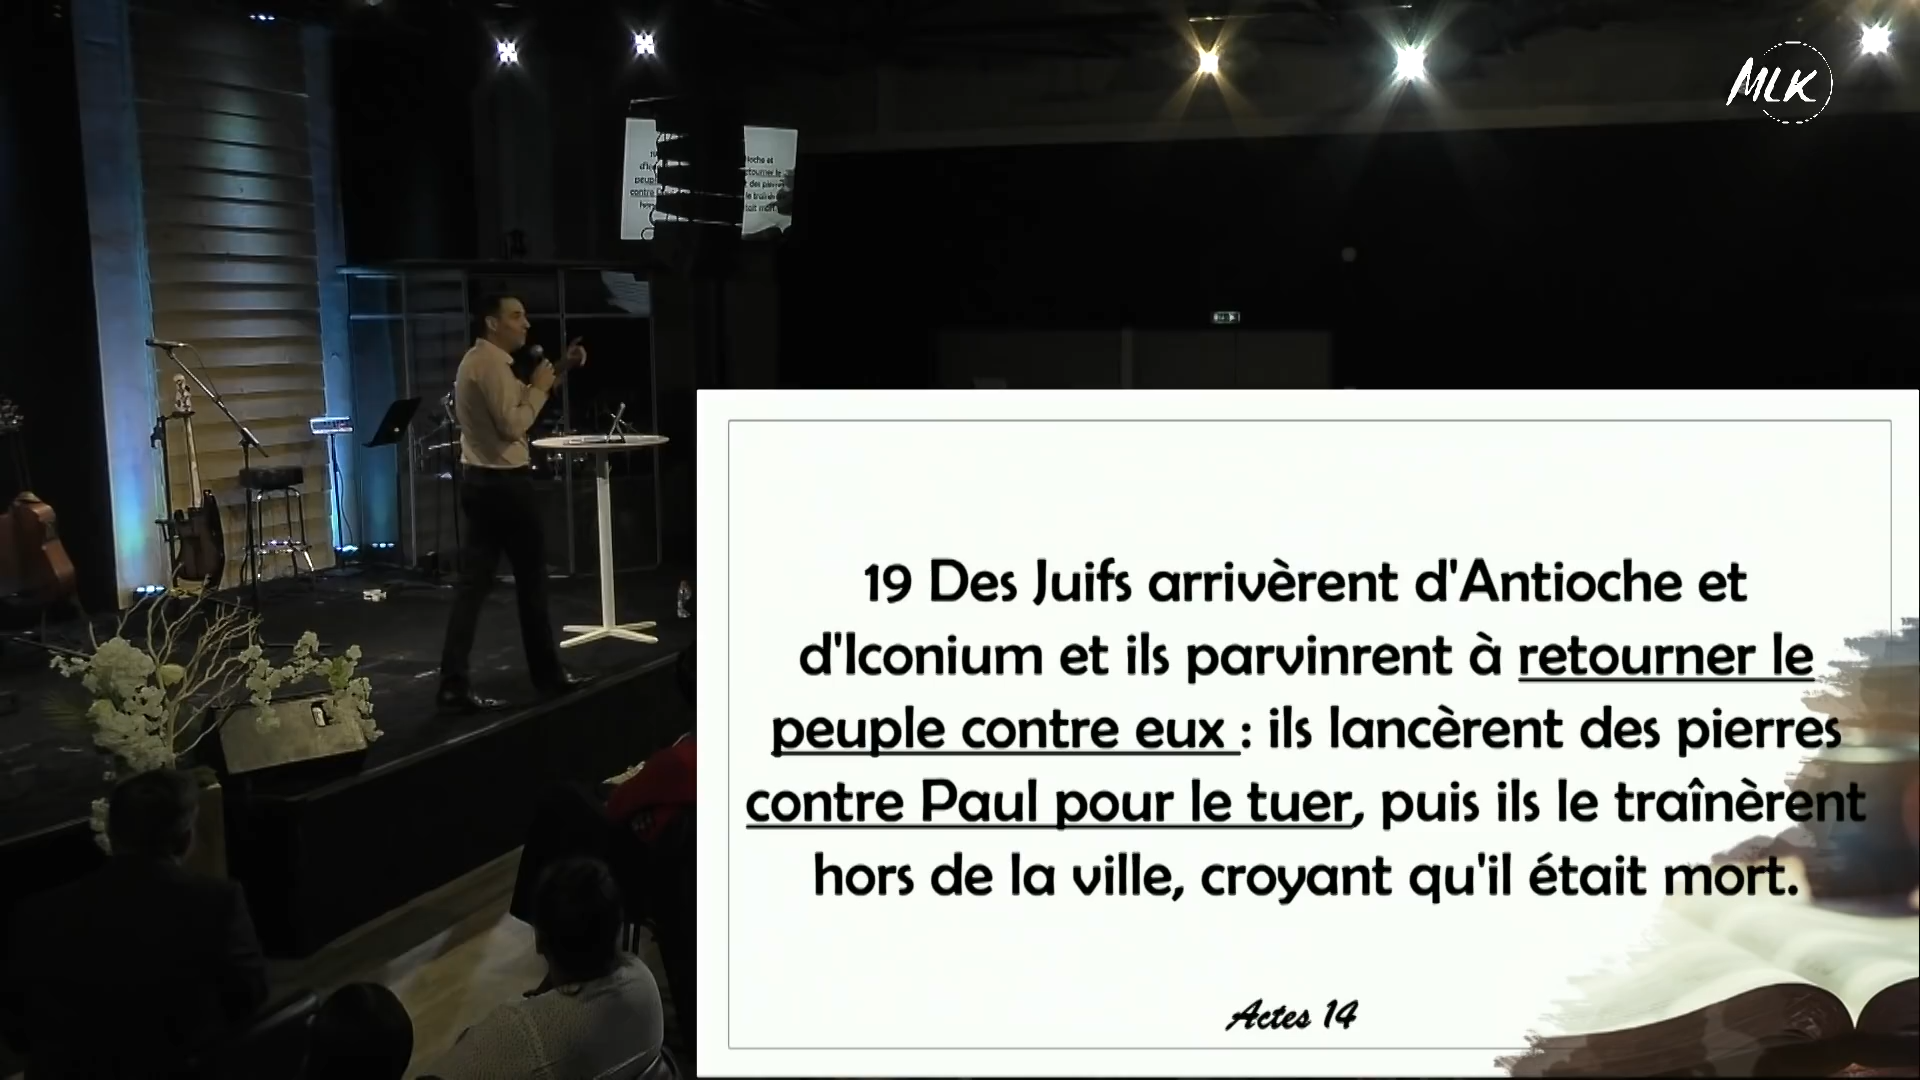 MLK
19 Des Juifs arrivèrent d'Antioche et
d'Iconium et ils parvinrent à retourner le
peuple contre eux : ils lancèrent des pierres
contre Paul pour le tuer, puis ils le traînèrent
hors de la ville, croyant qu'il était mort.
Actes 14